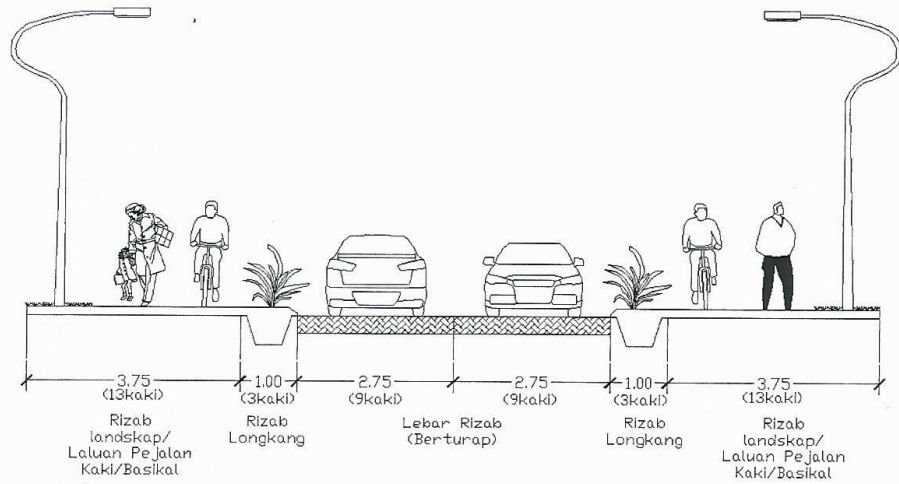 3.75 1.00 2.75 2.75 1.00 3.75
(13kaki) (3kaki) (9kaki) (9kaki) (3kaki) (13kaki)
Rizab
landskap/
Laluan Pejalan
Kaki/Basikal
Rizab
Longkang
Lebar Rizab
(Berturap)
Rizab
Longkang
Rizab
landskap/
Laluan Pejalan
Kaki/Basikal